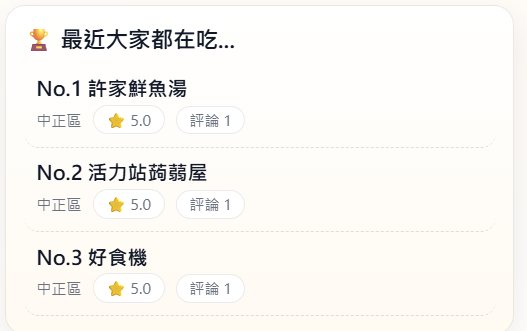 最近大家都在吃...
No.1 許家鮮魚湯
中正區 5.0 評論 1
No.2 活力站蒟蒻屋
中正區 5.0 評論 1
No.3 好食機
中正區 5.0 評論 1